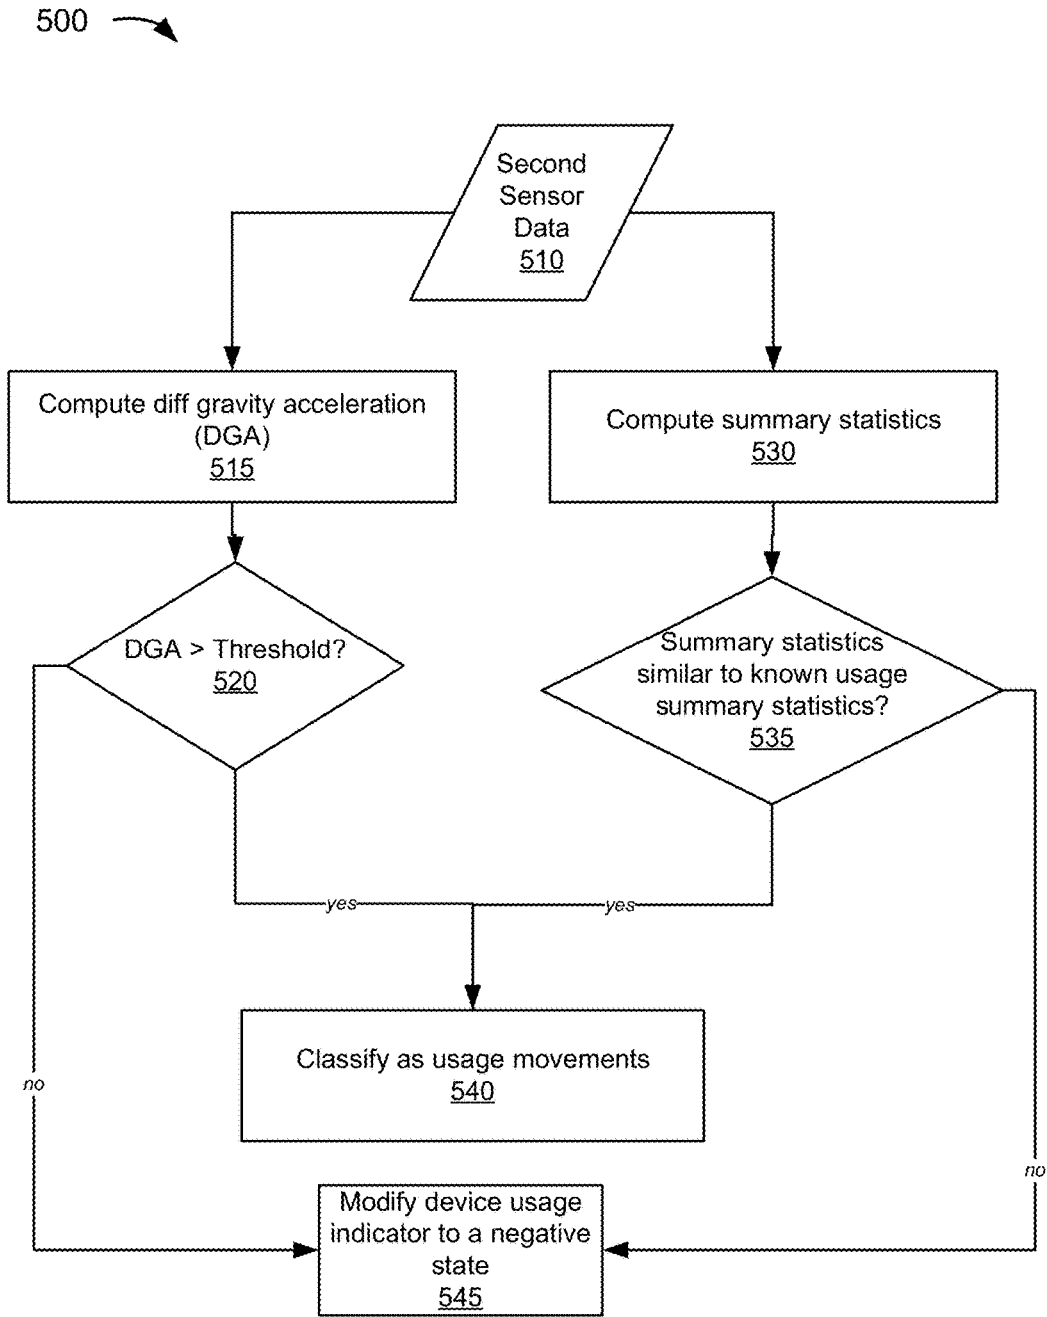 500
Second
Sensor
Data
510
Compute diff gravity acceleration
(DGA)
515
Compute summary statistics
530
DGA > Threshold?
520
Summary statistics
similar to known usage
summary statistics?
535
yes
yes
Classify as usage movements
540
no
no
Modify device usage
indicator to a negative
state
545